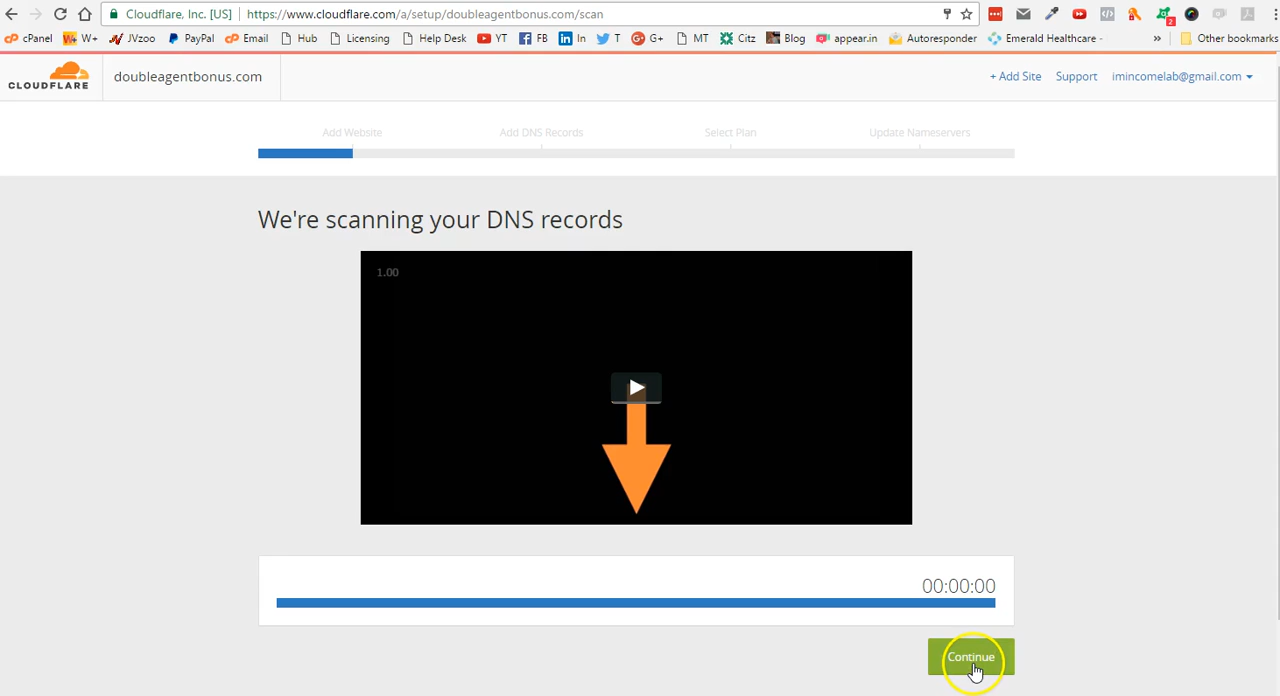 Cloudflare, Inc. [US] https://www.cloudflare.com/a/setup/doubleagentbonus.com/scan
cPanel W+ JVzoo PayPal Email Hub Licensing Help Desk YT FB In T G+ MT Citz Blog appear.in Autoresponder Emerald Healthcare - » Other bookmarks
CLOUDFLARE doubleagentbonus.com + Add Site Support imincomelab@gmail.com
Add Website Add DNS Records Select Plan Update Nameservers
We're scanning your DNS records
1.00
00:00:00
Continue